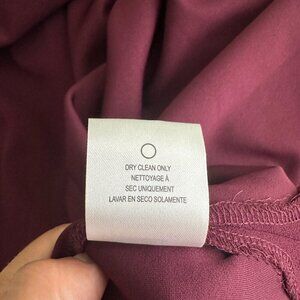 DRY CLEAN ONLY
NETTOYAGE À
SEC UNIQUEMENT
LAVAR EN SECO SOLAMENTE